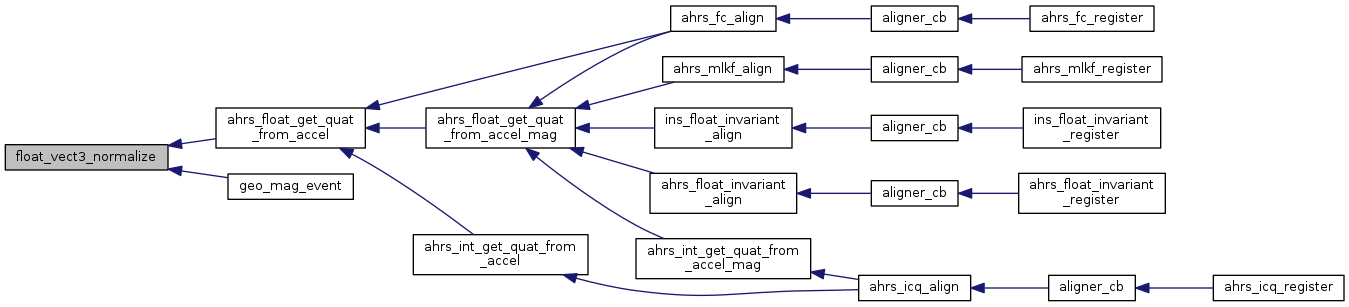 float_vect3_normalize
ahrs_float_get_quat
_from_accel
geo_mag_event
ahrs_float_get_quat
_from_accel_mag
ahrs_int_get_quat_from
_accel
ahrs_fc_align
aligner_cb
ahrs_fc_register
ahrs_mlkf_align
aligner_cb
ahrs_mlkf_register
ins_float_invariant
_align
aligner_cb
ins_float_invariant
_register
ahrs_float_invariant
_align
aligner_cb
ahrs_float_invariant
_register
ahrs_int_get_quat_from
_accel_mag
ahrs_icq_align
aligner_cb
ahrs_icq_register